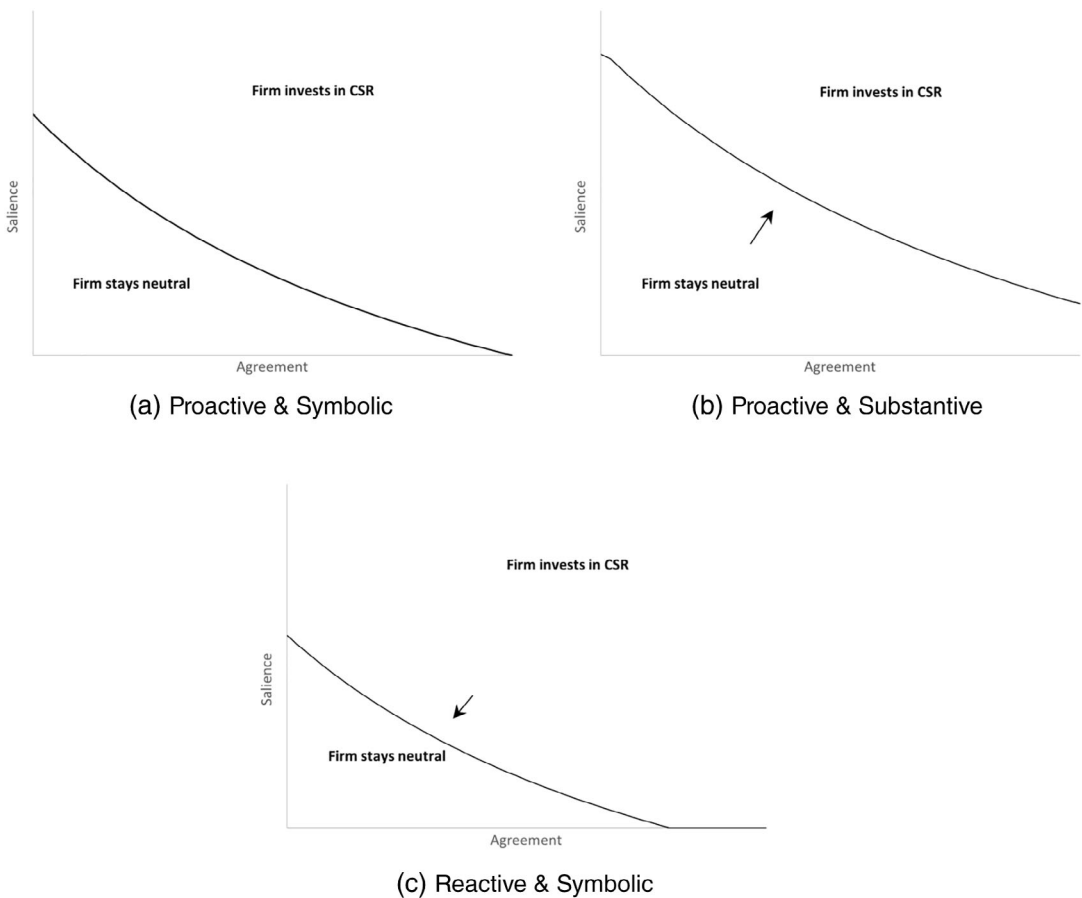 Firm invests in CSR
Salience
Firm stays neutral
Agreement
(a) Proactive & Symbolic
Firm invests in CSR
Salience
Firm stays neutral
Agreement
(b) Proactive & Substantive
Firm invests in CSR
Salience
Firm stays neutral
Agreement
(c) Reactive & Symbolic